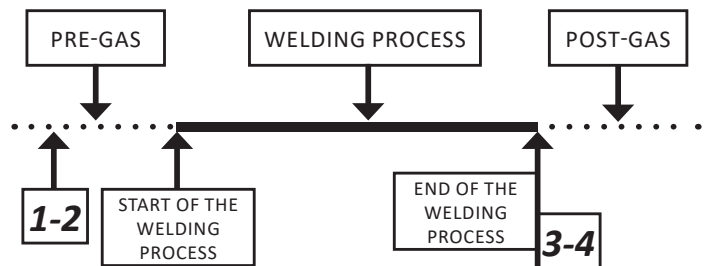 PRE-GAS
WELDING PROCESS
POST-GAS
1-2
START OF THE
WELDING
PROCESS
END OF THE
WELDING
PROCESS
3-4